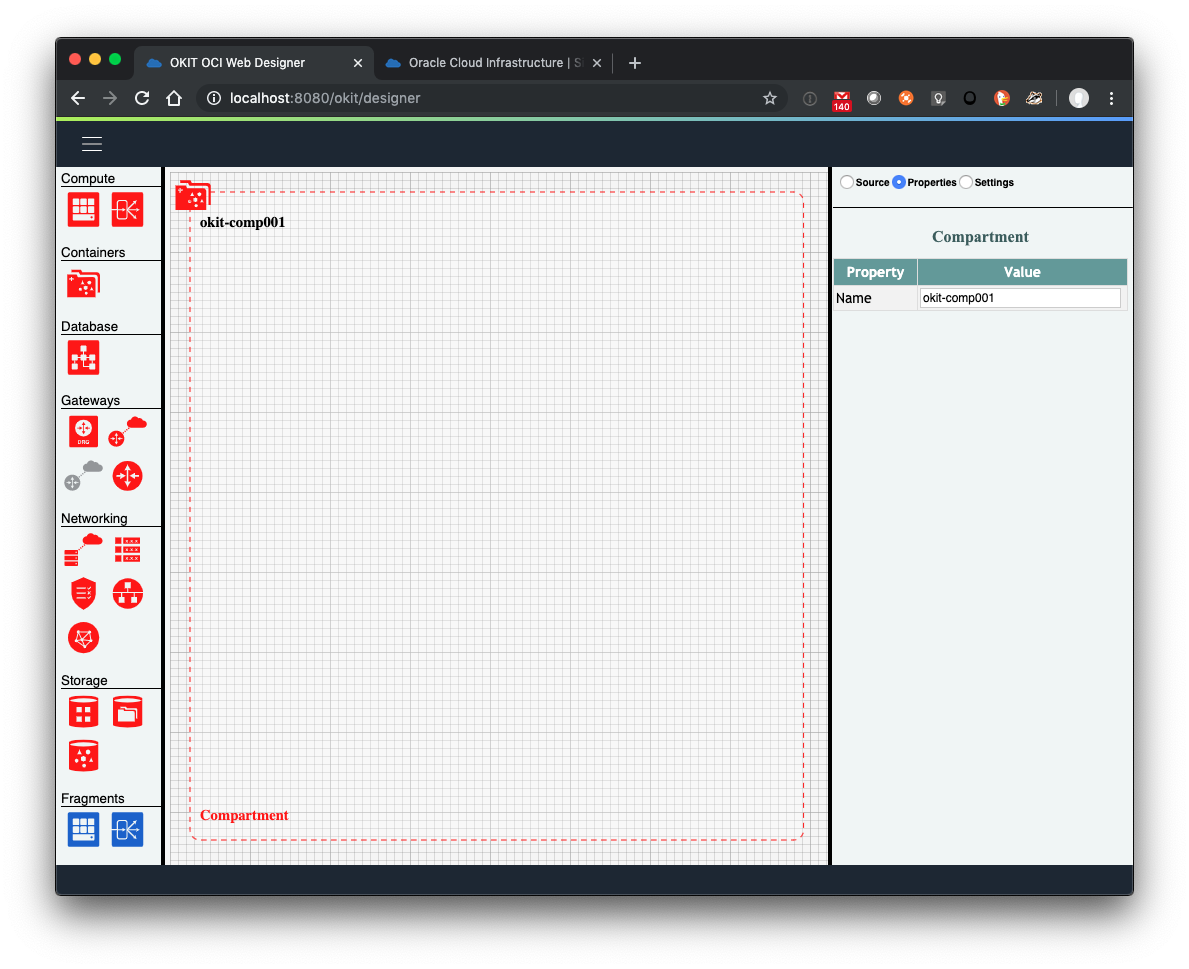 OKIT OCI Web Designer
Oracle Cloud Infrastructure | Si
localhost:8080/okit/designer
140
Compute
Containers
Database
Gateways
DRG
Networking
Storage
Fragments
okit-comp001
Compartment
Source Properties Settings
Compartment
Property Value
Name okit-comp001